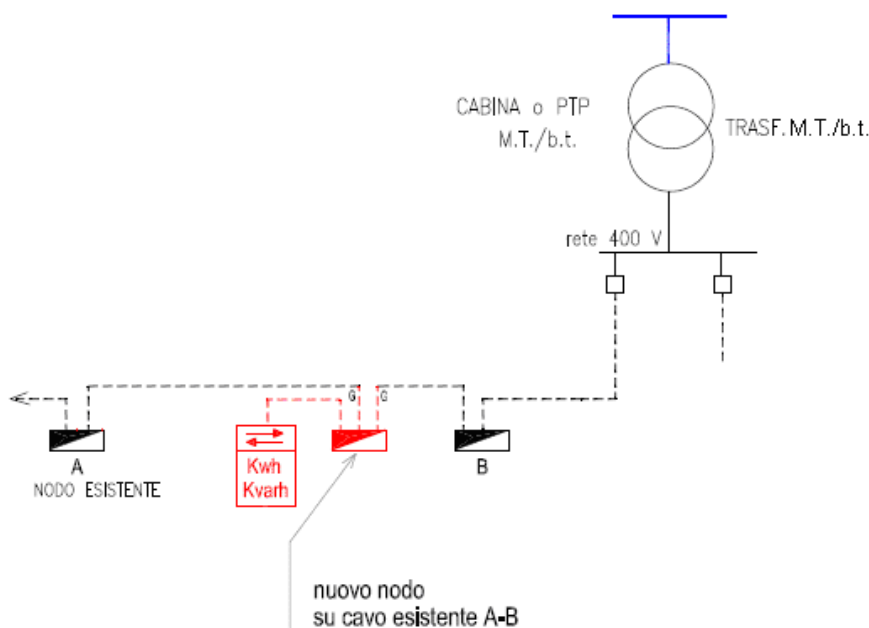 CABINA o PTP
M.T./b.t.
TRASF. M.T./b.t.
rete 400 V
G G
A
NODO ESISTENTE
Kwh
Kvarh
B
nuovo nodo
su cavo esistente A-B